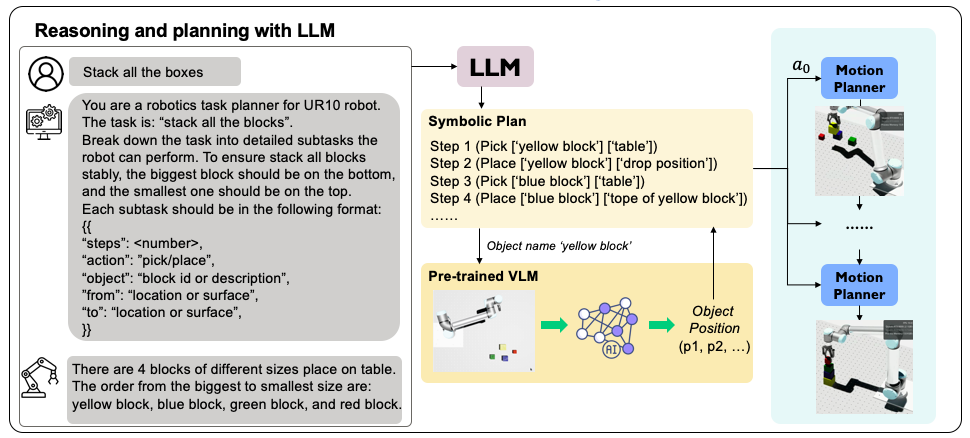 Reasoning and planning with LLM
Stack all the boxes
You are a robotics task planner for UR10 robot.
The task is: “stack all the blocks”.
Break down the task into detailed subtasks the
robot can perform. To ensure stack all blocks
stably, the biggest block should be on the bottom,
and the smallest one should be on the top.
Each subtask should be in the following format:
{{
“steps”: <number>,
“action”: “pick/place”,
“object”: “block id or description”,
“from”: “location or surface”,
“to”: “location or surface”,
}}
There are 4 blocks of different sizes place on table.
The order from the biggest to smallest size are:
yellow block, blue block, green block, and red block.
LLM
Symbolic Plan
Step 1 (Pick [‘yellow block’] [‘table’])
Step 2 (Place [‘yellow block’] [‘drop position’])
Step 3 (Pick [‘blue block’] [‘table’])
Step 4 (Place [‘blue block’] [‘tope of yellow block’])
……
Object name ‘yellow block’
Pre-trained VLM
AI
Object
Position
(p1, p2, …)
a0
Motion
Planner
……
Motion
Planner